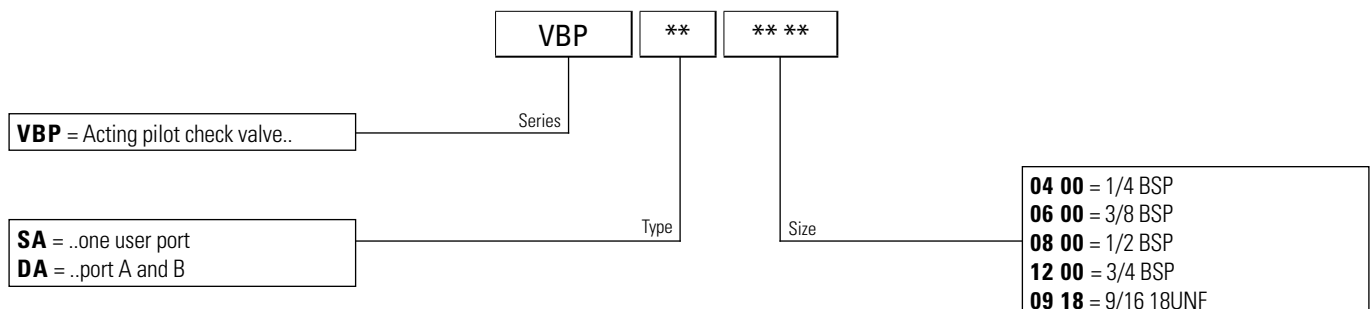 VBP ** ** **
Series
VBP = Acting pilot check valve..
Type
SA = ..one user port
DA = ..port A and B
Size
04 00 = 1/4 BSP
06 00 = 3/8 BSP
08 00 = 1/2 BSP
12 00 = 3/4 BSP
09 18 = 9/16 18UNF